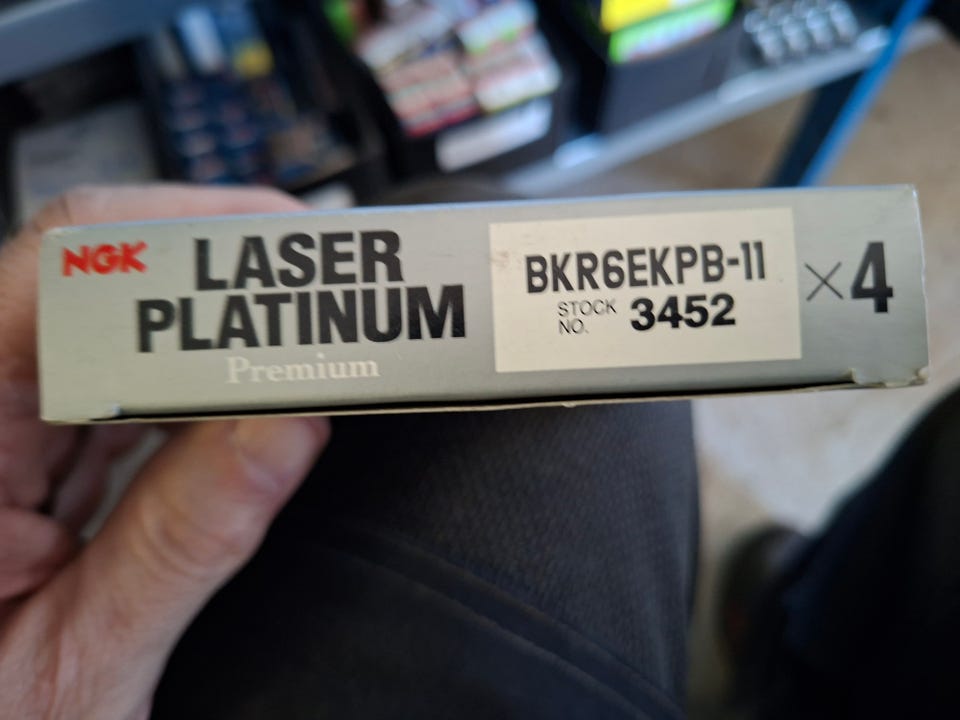 NGK
LASER
PLATINUM
Premium
BKR6EKPB-11
STOCK
NO. 3452
×4